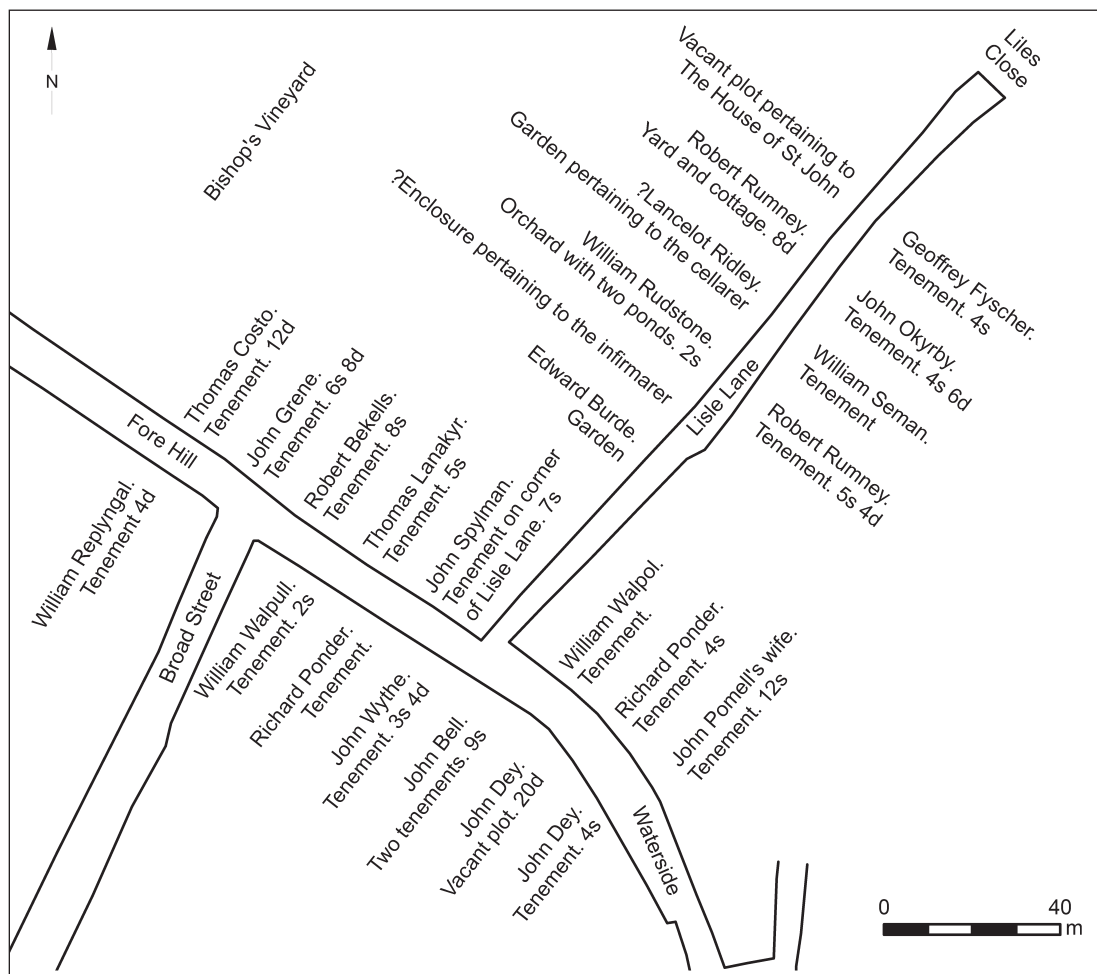 N
Bishop's Vineyard
Liles
Close
Vacant plot pertaining to
The House of St John
Robert Rumney.
Yard and cottage. 8d
?Lancelot Ridley.
Garden pertaining to the cellarer
William Rudstone.
Orchard with two ponds. 2s
?Enclosure pertaining to the infirmarer
Edward Burde.
Garden
Lisle Lane
Geoffrey Fyscher.
Tenement. 4s
John Okyrby.
Tenement. 4s 6d
William Seman.
Tenement
Robert Rumney.
Tenement. 5s 4d
Fore Hill
Thomas Costo.
Tenement. 12d
John Grene.
Tenement. 6s 8d
Robert Bekells.
Tenement. 8s
Thomas Lanakyr.
Tenement. 5s
John Spylman.
Tenement on corner
of Lisle Lane. 7s
William Replyngal.
Tenement 4d
Broad Street
William Walpull.
Tenement. 2s
Richard Ponder.
Tenement.
John Wythe.
Tenement. 3s 4d
John Bell.
Two tenements. 9s
John Dey.
Vacant plot. 20d
John Dey.
Tenement. 4s
William Walpol.
Tenement.
Richard Ponder.
Tenement. 4s
John Pomell's wife.
Tenement. 12s
Waterside
0 40
m